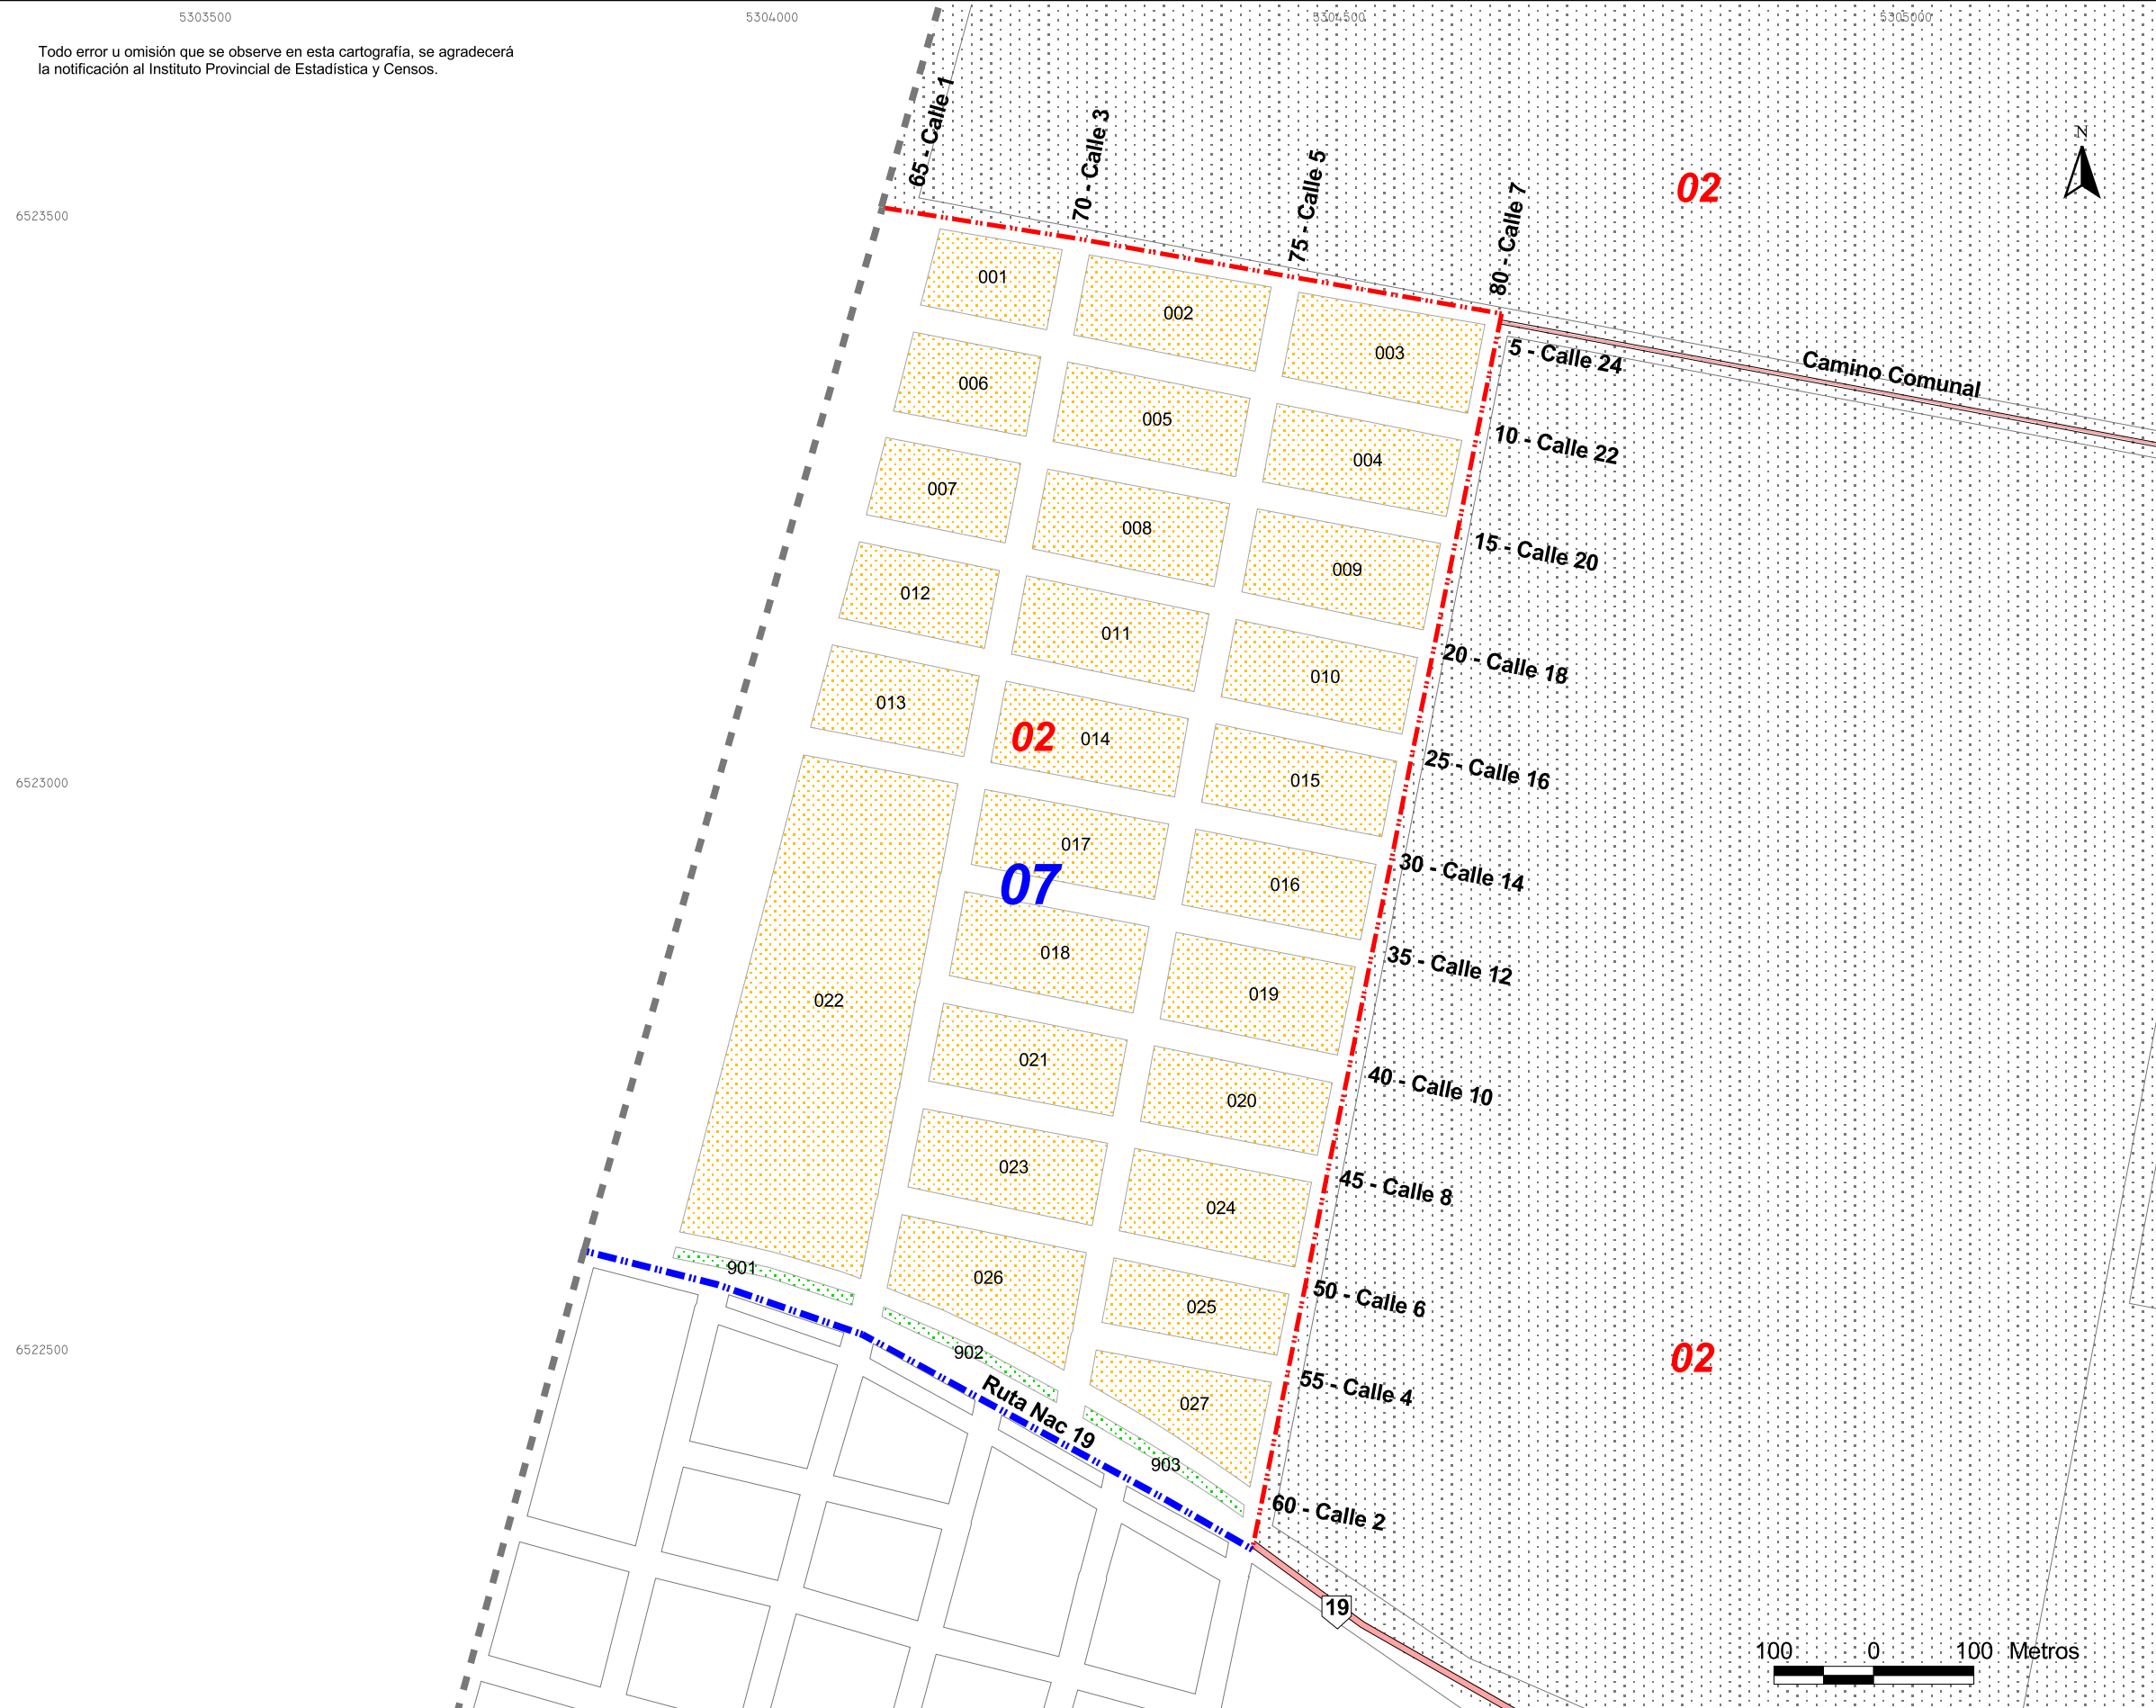 5303500
5304000
5304500
5305000
Todo error u omisión que se observe en esta cartografía, se agradecerá
la notificación al Instituto Provincial de Estadística y Censos.
65 - Calle 1
70 - Calle 3
75 - Calle 5
80 - Calle 7
02
N
6523500
001
002
003
5 - Calle 24
Camino Comunal
006
005
004
10 - Calle 22
007
008
009
15 - Calle 20
012
011
010
20 - Calle 18
013
02
014
015
25 - Calle 16
6523000
017
016
30 - Calle 14
07
018
019
35 - Calle 12
022
021
020
40 - Calle 10
023
024
45 - Calle 8
901
026
025
50 - Calle 6
6522500
902
02
Ruta Nac 19
027
55 - Calle 4
903
60 - Calle 2
19
100 0 100 Metros